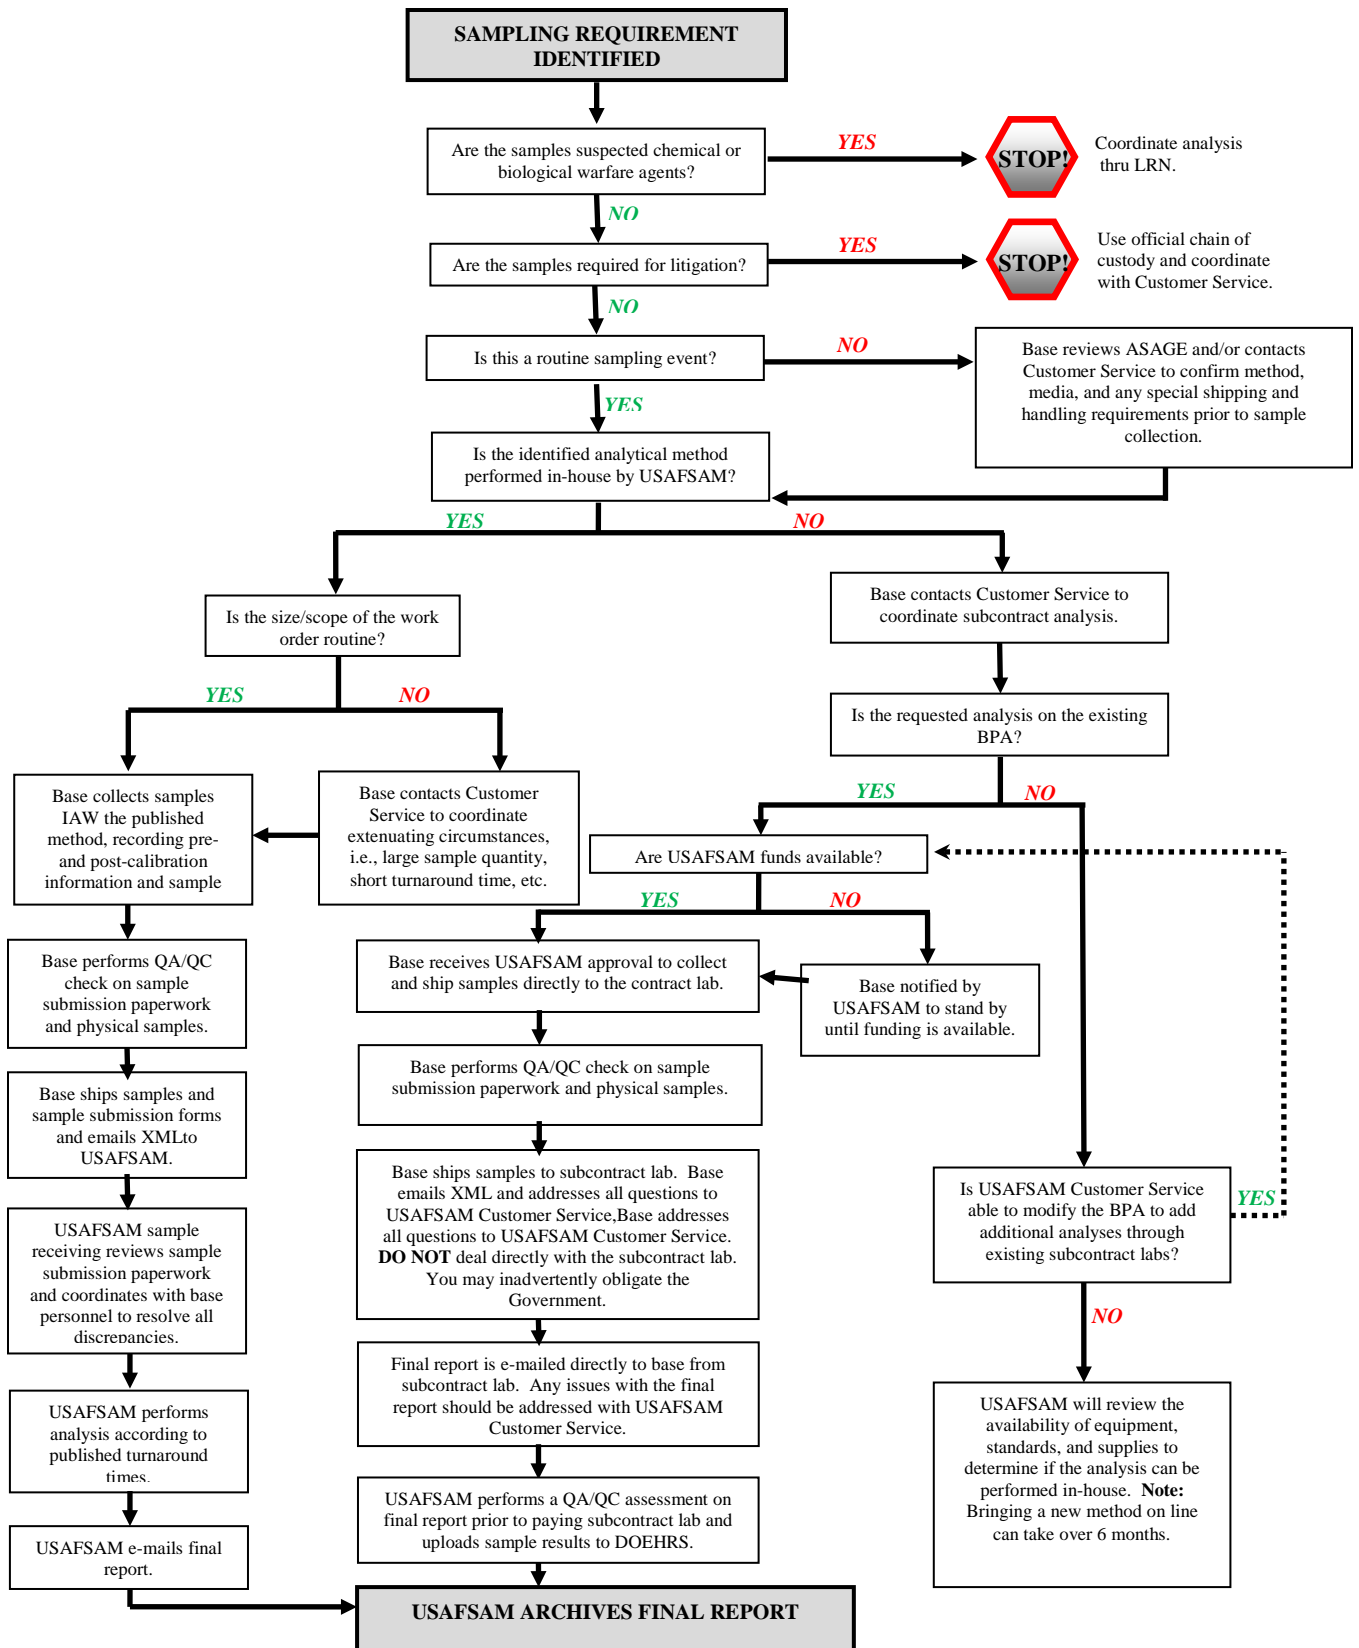 SAMPLING REQUIREMENT
IDENTIFIED
Are the samples suspected chemical or
biological warfare agents?
YES
STOP!
Coordinate analysis
thru LRN.
NO
Are the samples required for litigation?
YES
STOP!
Use official chain of
custody and coordinate
with Customer Service.
NO
Is this a routine sampling event?
NO
Base reviews ASAGE and/or contacts
Customer Service to confirm method,
media, and any special shipping and
handling requirements prior to sample
collection.
YES
Is the identified analytical method
performed in-house by USAFSAM?
YES
NO
Is the size/scope of the work
order routine?
Base contacts Customer Service to
coordinate subcontract analysis.
YES
NO
Is the requested analysis on the existing
BPA?
Base collects samples
IAW the published
method, recording pre-
and post-calibration
information and sample
Base contacts Customer
Service to coordinate
extenuating circumstances,
i.e., large sample quantity,
short turnaround time, etc.
YES
NO
Are USAFSAM funds available?
YES
NO
Base performs QA/QC
check on sample
submission paperwork
and physical samples.
Base receives USAFSAM approval to collect
and ship samples directly to the contract lab.
Base notified by
USAFSAM to stand by
until funding is available.
Base performs QA/QC check on sample
submission paperwork and physical samples.
Base ships samples and
sample submission forms
and emails XMLto
USAFSAM.
Base ships samples to subcontract lab.  Base
emails XML and addresses all questions to
USAFSAM Customer Service,Base addresses
all questions to USAFSAM Customer Service.
DO NOT deal directly with the subcontract lab.
You may inadvertently obligate the
Government.
Is USAFSAM Customer Service
able to modify the BPA to add
additional analyses through
existing subcontract labs?
YES
USAFSAM sample
receiving reviews sample
submission paperwork
and coordinates with base
personnel to resolve all
discrepancies.
NO
Final report is e-mailed directly to base from
subcontract lab.  Any issues with the final
report should be addressed with USAFSAM
Customer Service.
USAFSAM performs
analysis according to
published turnaround
times.
USAFSAM will review the
availability of equipment,
standards, and supplies to
determine if the analysis can be
performed in-house.  Note:
Bringing a new method on line
can take over 6 months.
USAFSAM performs a QA/QC assessment on
final report prior to paying subcontract lab and
uploads sample results to DOEHRS.
USAFSAM e-mails final
report.
USAFSAM ARCHIVES FINAL REPORT